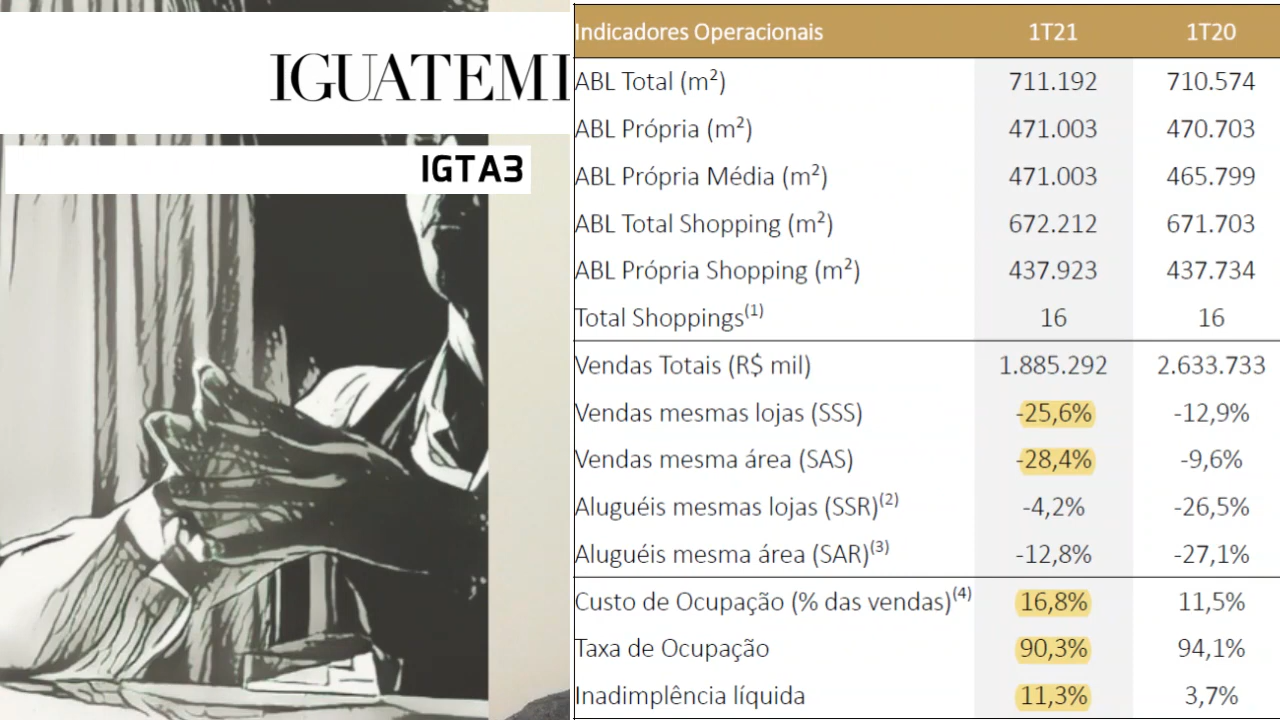 IGUATEMI
IGTA3
Indicadores Operacionais 1T21 1T20
ABL Total (m²) 711.192 710.574
ABL Própria (m²) 471.003 470.703
ABL Própria Média (m²) 471.003 465.799
ABL Total Shopping (m²) 672.212 671.703
ABL Própria Shopping (m²) 437.923 437.734
Total Shoppings⁽¹⁾ 16 16
Vendas Totais (R$ mil) 1.885.292 2.633.733
Vendas mesmas lojas (SSS) -25,6% -12,9%
Vendas mesma área (SAS) -28,4% -9,6%
Aluguéis mesmas lojas (SSR)⁽²⁾ -4,2% -26,5%
Aluguéis mesma área (SAR)⁽³⁾ -12,8% -27,1%
Custo de Ocupação (% das vendas)⁽⁴⁾ 16,8% 11,5%
Taxa de Ocupação 90,3% 94,1%
Inadimplência líquida 11,3% 3,7%